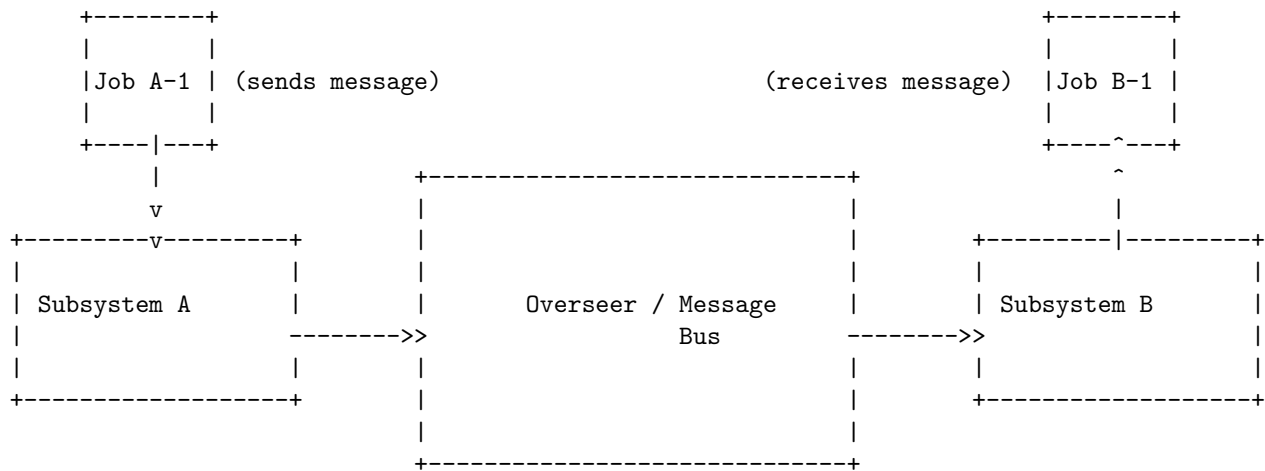 Job A-1 (sends message) (receives message) Job B-1
Subsystem A Overseer / Message Subsystem B
Bus